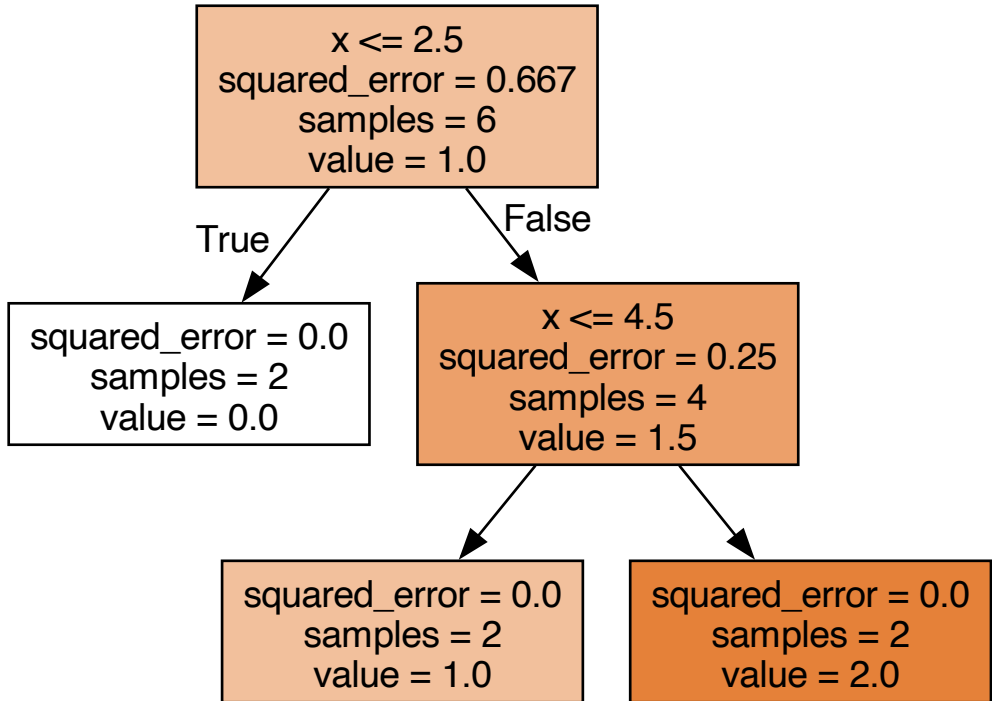 x <= 2.5
squared_error = 0.667
samples = 6
value = 1.0
True
False
squared_error = 0.0
samples = 2
value = 0.0
x <= 4.5
squared_error = 0.25
samples = 4
value = 1.5
squared_error = 0.0
samples = 2
value = 1.0
squared_error = 0.0
samples = 2
value = 2.0